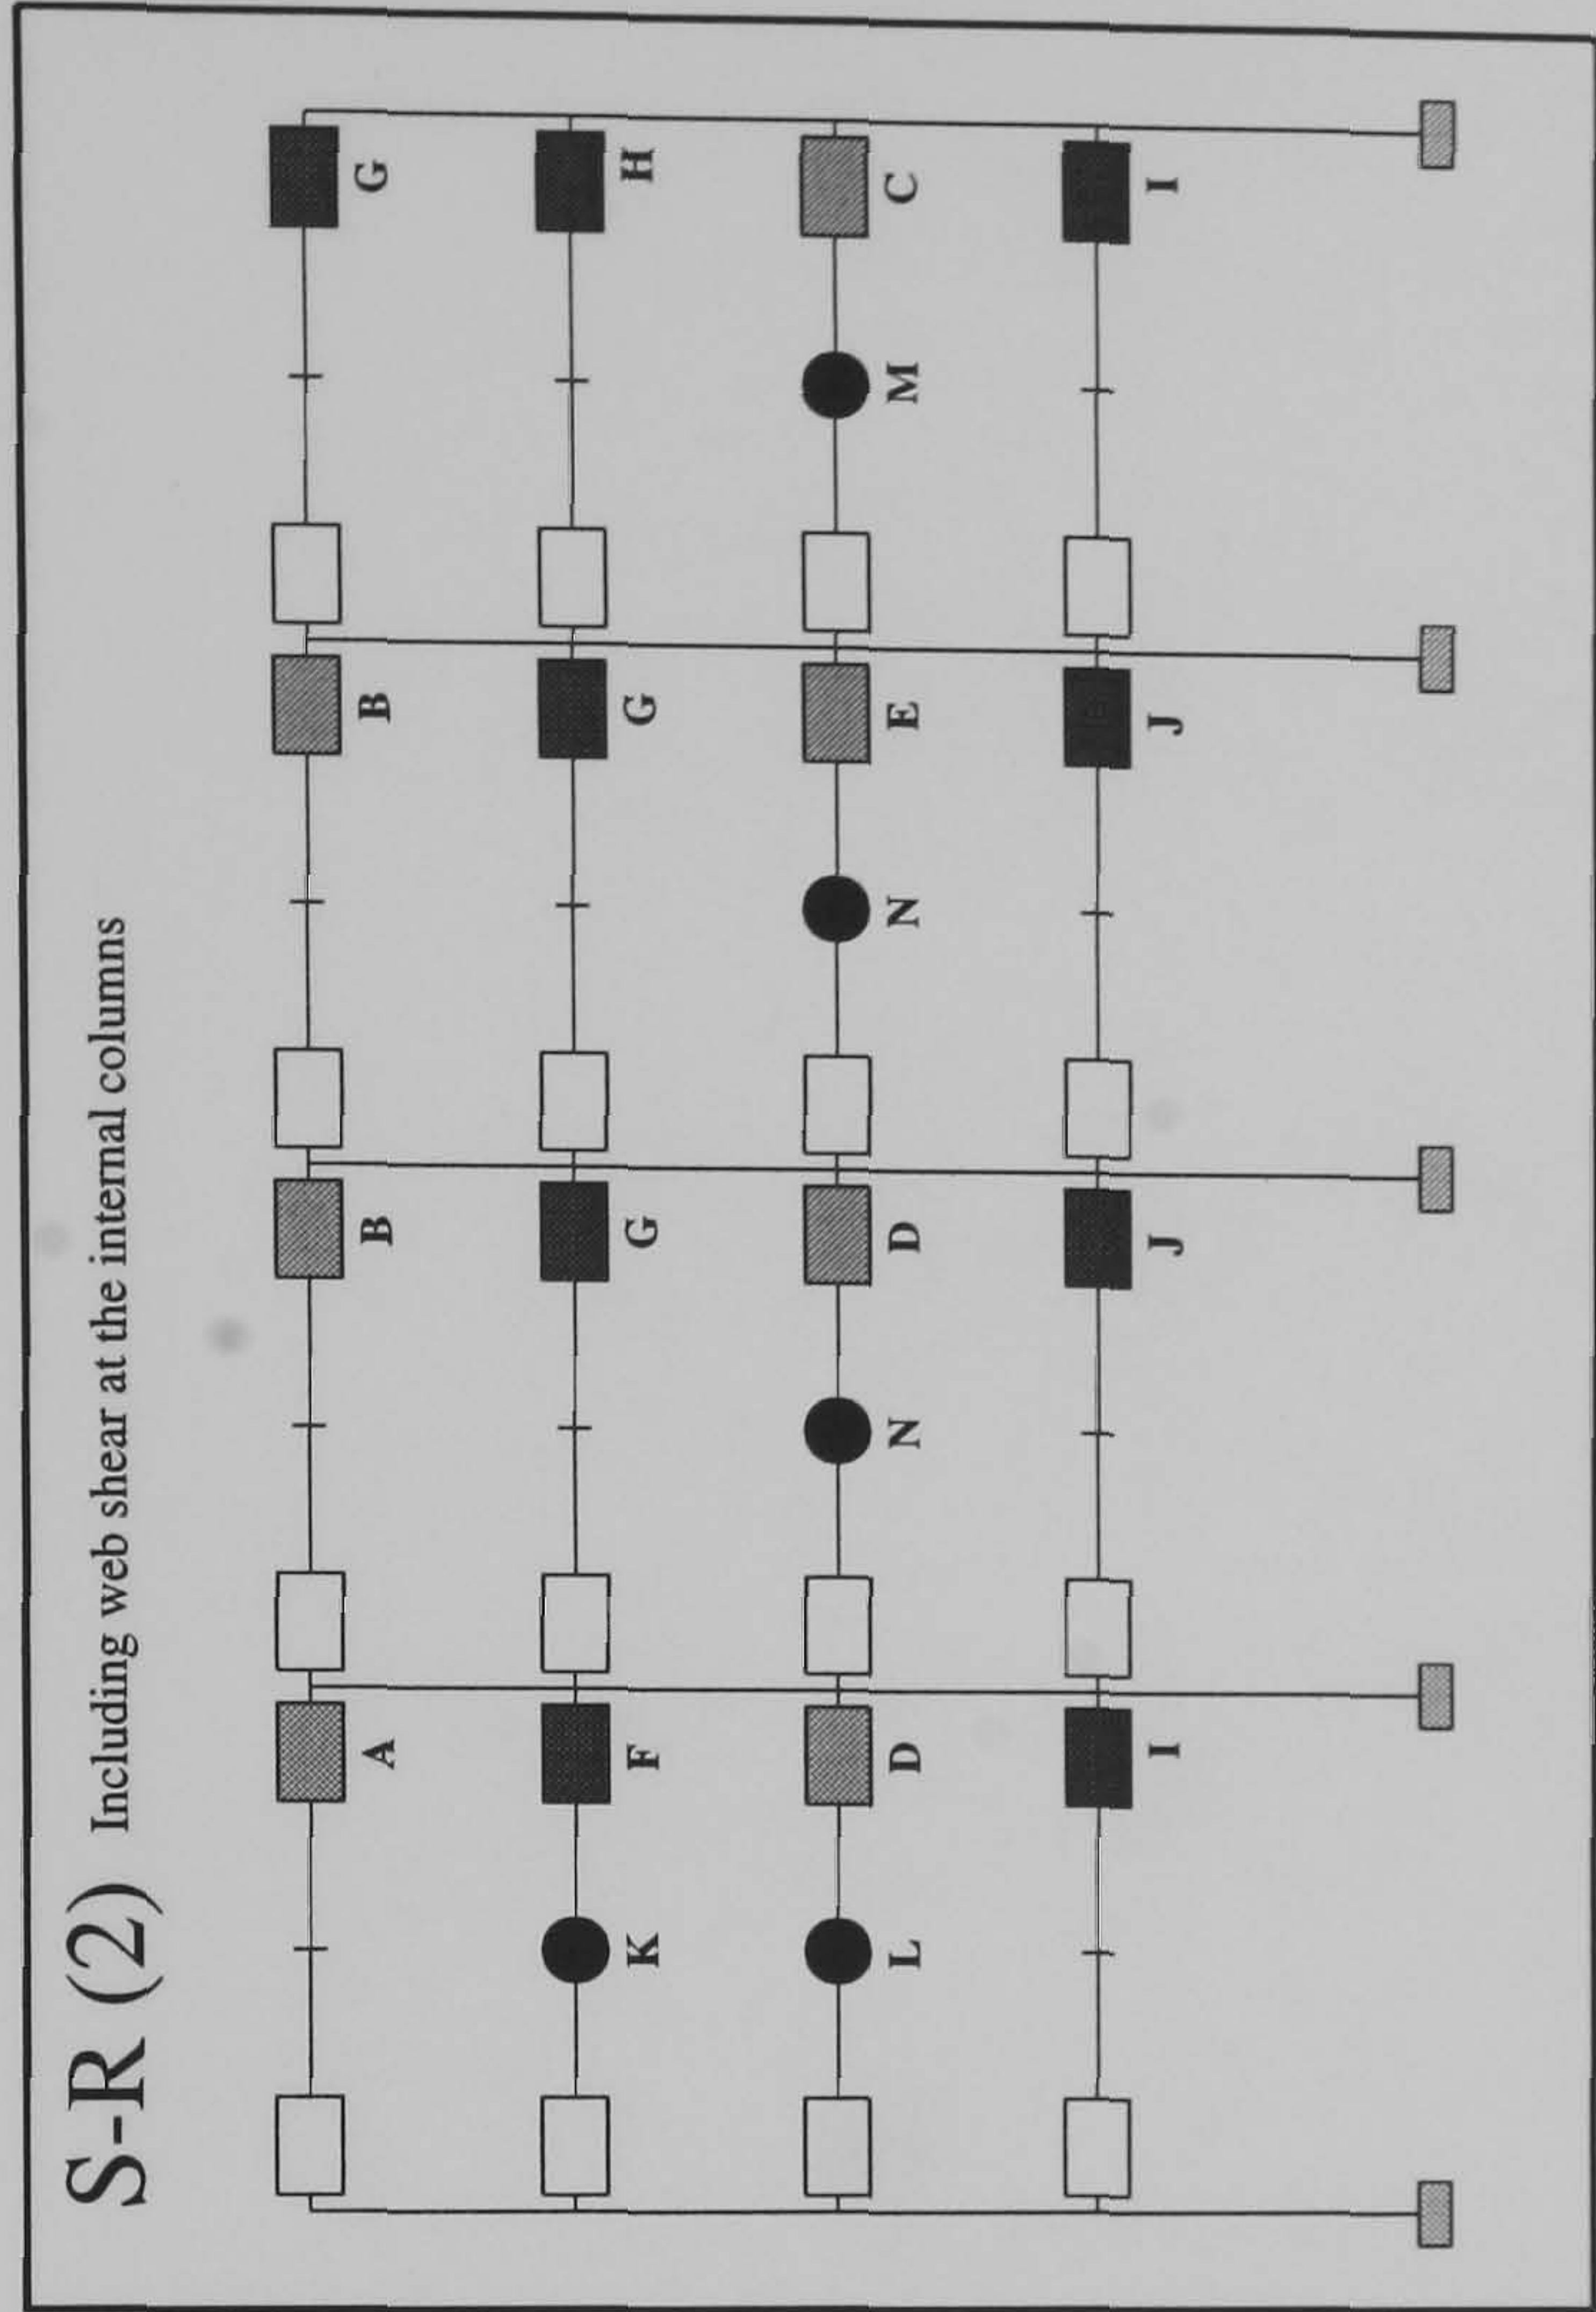 S-R (2) Including web shear at the internal columns
A B B G
K F G G H
L D N D N E M C
I J J I